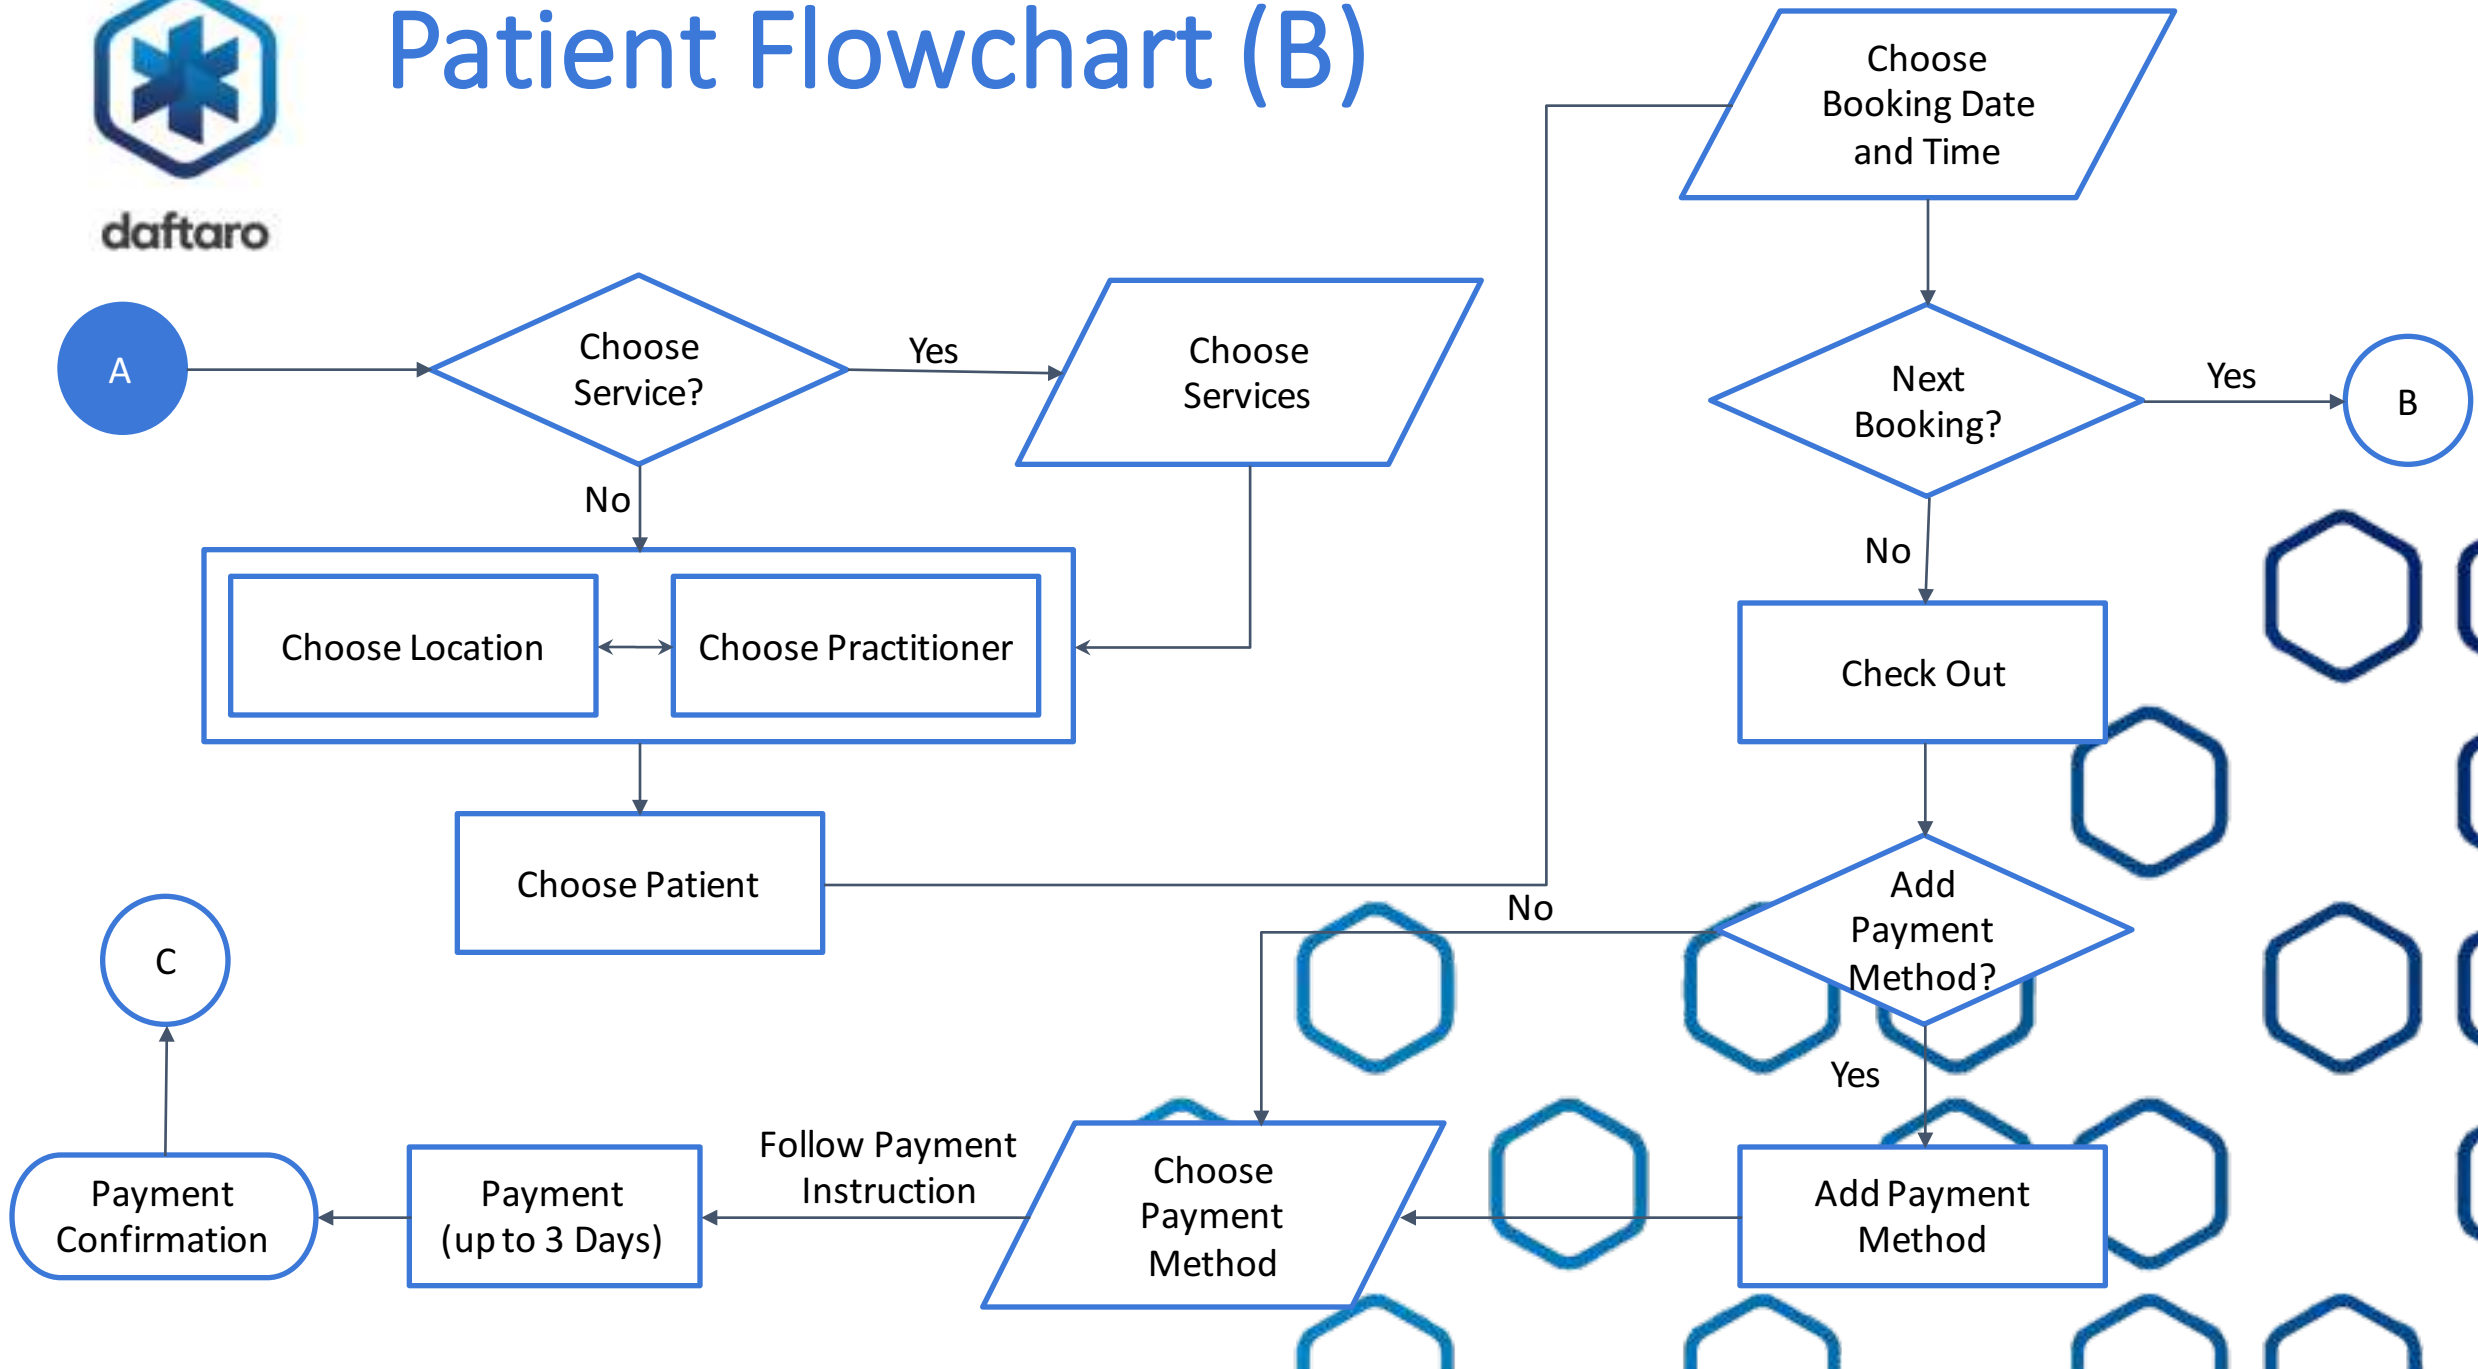 Patient Flowchart (B)
daftaro
A
Choose
Service?
Yes
Choose
Services
No
Choose Location
Choose Practitioner
Choose Patient
Choose
Booking Date
and Time
Next
Booking?
Yes
B
No
Check Out
Add
Payment
Method?
No
Yes
Add Payment
Method
Choose
Payment
Method
Follow Payment
Instruction
Payment
(up to 3 Days)
Payment
Confirmation
C